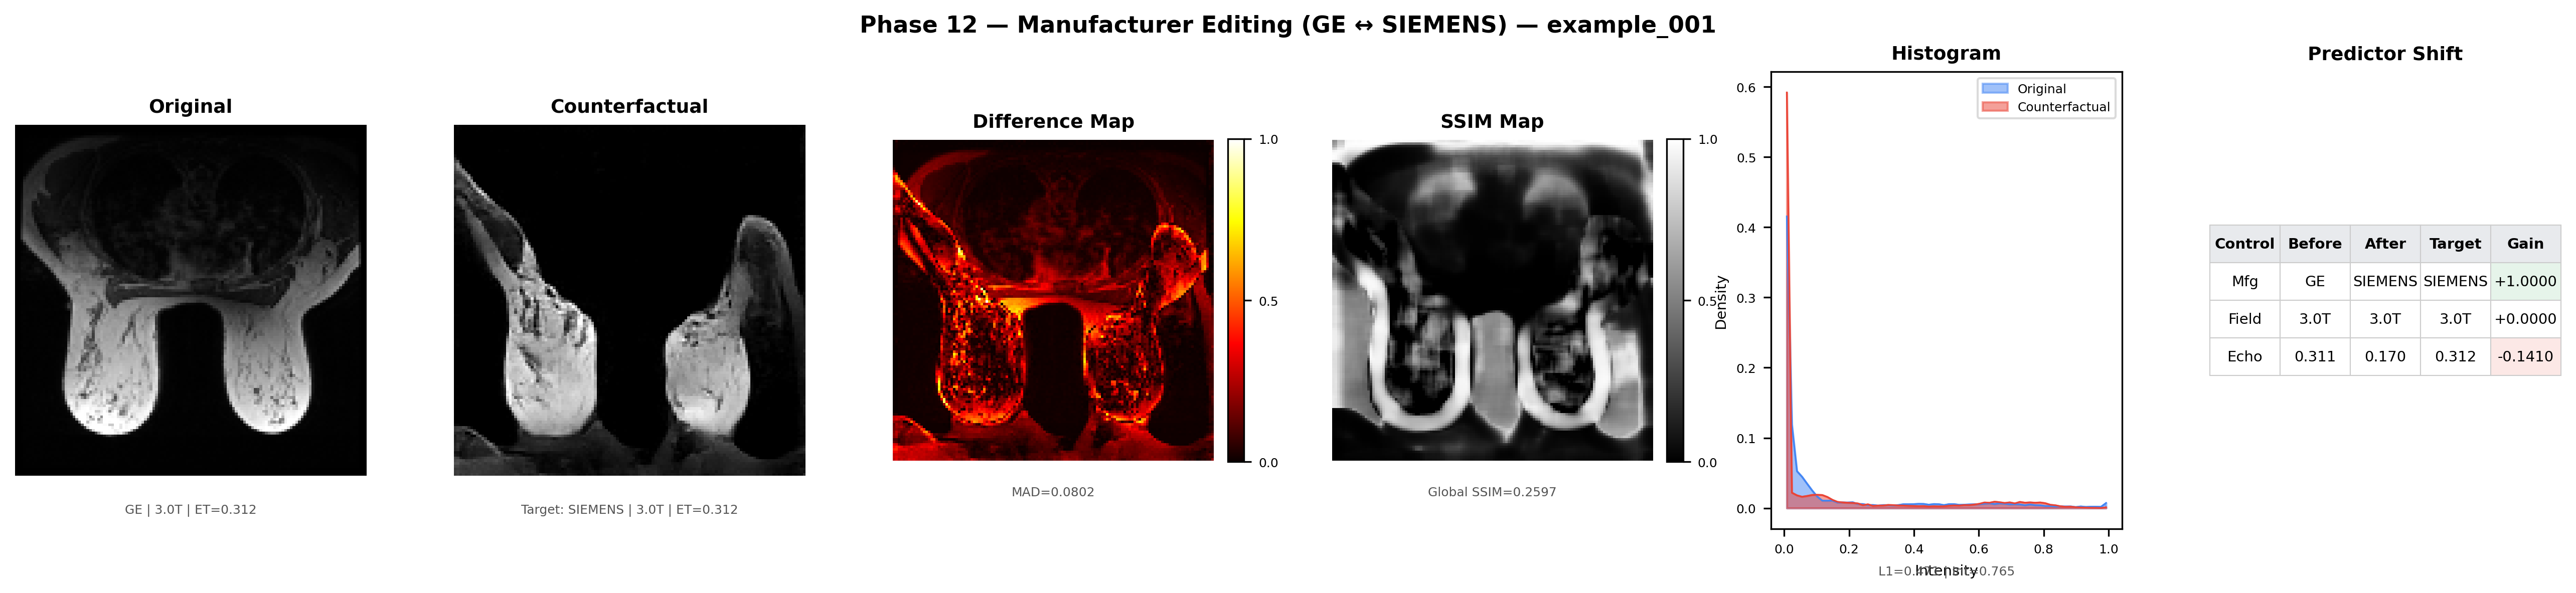 Phase 12 — Manufacturer Editing (GE ↔ SIEMENS) — example_001
Original
GE | 3.0T | ET=0.312
Counterfactual
Target: SIEMENS | 3.0T | ET=0.312
Difference Map
1.0
0.5
0.0
MAD=0.0802
SSIM Map
1.0
0.5
0.0
Global SSIM=0.2597
Histogram
Original
Counterfactual
Density
0.6
0.5
0.4
0.3
0.2
0.1
0.0
0.0 0.2 0.4 0.6 0.8 1.0
Intensity
Predictor Shift
Control Before After Target Gain
Mfg GE SIEMENS SIEMENS +1.0000
Field 3.0T 3.0T 3.0T +0.0000
Echo 0.311 0.170 0.312 -0.1410